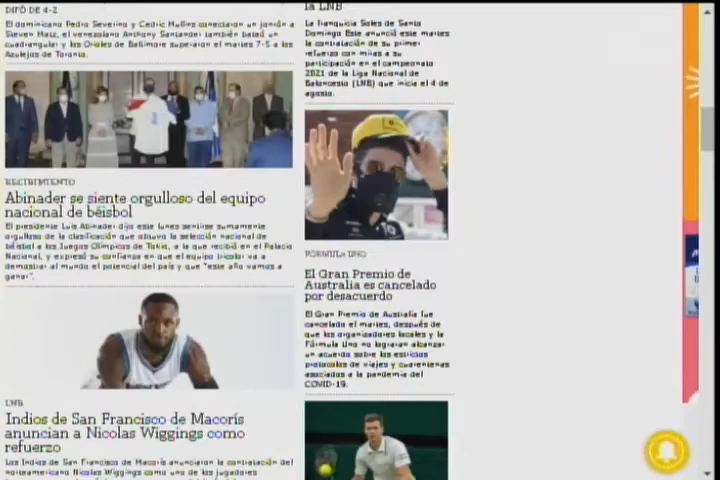 DIFÓ DE 4-2
El dominicano Pedro Severino y Cedric Mullins conectaron un jonrón a
Steven Matz, el venezolano Anthony Santander también bateó un
cuadrangular y los Orioles de Baltimore superaron el martes 7-5 a los
Azulejos de Toronto.
RECIBIMIENTO
Abinader se siente orgulloso del equipo
nacional de béisbol
El presidente Luis Abinader dijo este lunes sentirse sumamente
orgulloso de la clasificación que obtuvo la selección nacional de
béisbol a los Juegos Olímpicos de Tokio, a la que recibió en el Palacio
Nacional, y expresó su confianza en que el equipo tricolor va a
demostrar al mundo el potencial del país y que "este año vamos a
ganar".
LNB
Indios de San Francisco de Macorís
anuncian a Nicolas Wiggings como
refuerzo
Los Indios de San Francisco de Macorís anunciaron la contratación del
norteamericano Nicolas Wiggings como uno de los jugadores
la LNB
La franquicia Soles de Santo
Domingo Este anunció este martes
la contratación de su primer
refuerzo con miras a su
participación en el campeonato
2021 de la Liga Nacional de
Baloncesto (LNB) que inicia el 4 de
agosto.
FÓRMULA UNO
El Gran Premio de
Australia es cancelado
por desacuerdo
El Gran Premio de Australia fue
cancelado el martes, después de
que los organizadores locales y la
Fórmula Uno no lograran alcanzar
un acuerdo sobre los estrictos
protocolos de viajes y cuarentenas
asociados a la pandemia del
COVID-19.